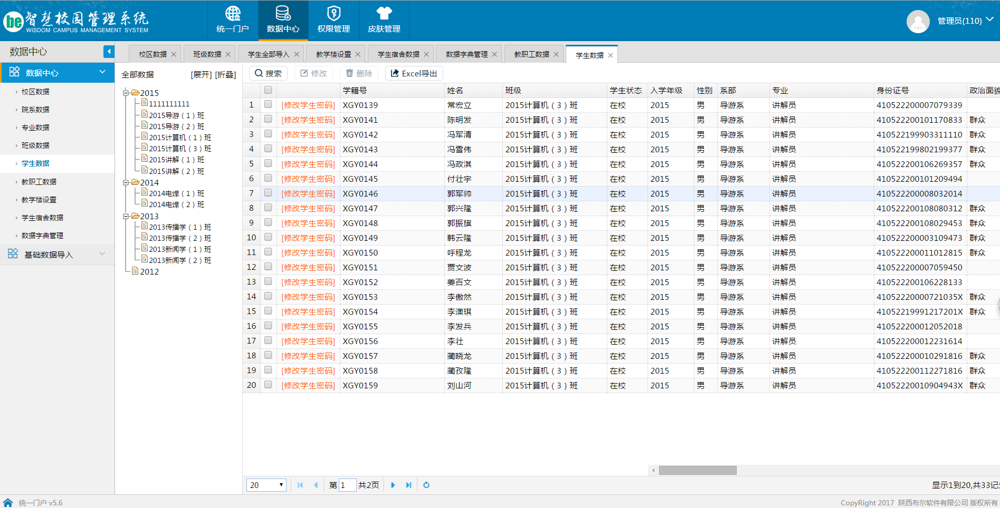 be 智慧校园管理系统
WISDOM CAMPUS MANAGEMENT SYSTEM
统一门户 数据中心 权限管理 皮肤管理
管理员(110)
数据中心
校区数据 班级数据 学生全部导入 教学楼设置 学生宿舍数据 数据字典管理 教职工数据 学生数据
数据中心
校区数据
院系数据
专业数据
班级数据
学生数据
教职工数据
教学楼设置
学生宿舍数据
数据字典管理
基础数据导入
全部数据 [展开] [折叠]
2015
1111111111
2015导游（1）班
2015导游（2）班
2015计算机（1）班
2015计算机（3）班
2015讲解（1）班
2015讲解（2）班
2014
2014电焊（1）班
2014电焊（2）班
2013
2013传播学（1）班
2013传播学（2）班
2013新闻学（1）班
2013新闻学（2）班
2012
搜索 修改 删除 Excel导出
学籍号 姓名 班级 学生状态 入学年级 性别 系部 专业 身份证号 政治面貌
1 [修改学生密码] XGY0139 常宏立 2015计算机（3）班 在校 2015 男 导游系 讲解员 410522200007079339
2 [修改学生密码] XGY0141 陈明发 2015计算机（3）班 在校 2015 男 导游系 讲解员 410522200101170833 群众
3 [修改学生密码] XGY0142 冯军清 2015计算机（3）班 在校 2015 男 导游系 讲解员 410522199903311110 群众
4 [修改学生密码] XGY0143 冯雪伟 2015计算机（3）班 在校 2015 男 导游系 讲解员 410522199802199377 群众
5 [修改学生密码] XGY0144 冯政淇 2015计算机（3）班 在校 2015 男 导游系 讲解员 410522200106269357 群众
6 [修改学生密码] XGY0145 付壮宇 2015计算机（3）班 在校 2015 男 导游系 讲解员 410522200101209494
7 [修改学生密码] XGY0146 郭军帅 2015计算机（3）班 在校 2015 男 导游系 讲解员 410522200008032014
8 [修改学生密码] XGY0147 郭兴隆 2015计算机（3）班 在校 2015 男 导游系 讲解员 410522200108080312 群众
9 [修改学生密码] XGY0148 郭振旗 2015计算机（3）班 在校 2015 男 导游系 讲解员 410522200108029453 群众
10 [修改学生密码] XGY0149 韩云隆 2015计算机（3）班 在校 2015 男 导游系 讲解员 410522200003109473 群众
11 [修改学生密码] XGY0150 呼程龙 2015计算机（3）班 在校 2015 男 导游系 讲解员 410522200011012815 群众
12 [修改学生密码] XGY0151 贾文波 2015计算机（3）班 在校 2015 男 导游系 讲解员 410522200007059450
13 [修改学生密码] XGY0152 姜百文 2015计算机（3）班 在校 2015 男 导游系 讲解员 410522200106228133
14 [修改学生密码] XGY0153 李傲然 2015计算机（3）班 在校 2015 男 导游系 讲解员 41052220000721035X 群众
15 [修改学生密码] XGY0154 李澳琪 2015计算机（3）班 在校 2015 男 导游系 讲解员 41052219991217201X 群众
16 [修改学生密码] XGY0155 李发兵 2015计算机（3）班 在校 2015 男 导游系 讲解员 410522200012052018
17 [修改学生密码] XGY0156 李壮 2015计算机（3）班 在校 2015 男 导游系 讲解员 410522200012231614
18 [修改学生密码] XGY0157 蔺晓龙 2015计算机（3）班 在校 2015 男 导游系 讲解员 410522200010291816 群众
19 [修改学生密码] XGY0158 蔺孜隆 2015计算机（3）班 在校 2015 男 导游系 讲解员 410522200112271816 群众
20 [修改学生密码] XGY0159 刘山河 2015计算机（3）班 在校 2015 男 导游系 讲解员 41052220010904943X 群众
20 第 1 共2页 显示1到20,共33记
统一门户 v5.6 CopyRight 2017 陕西布尔软件有限公司 版权所有